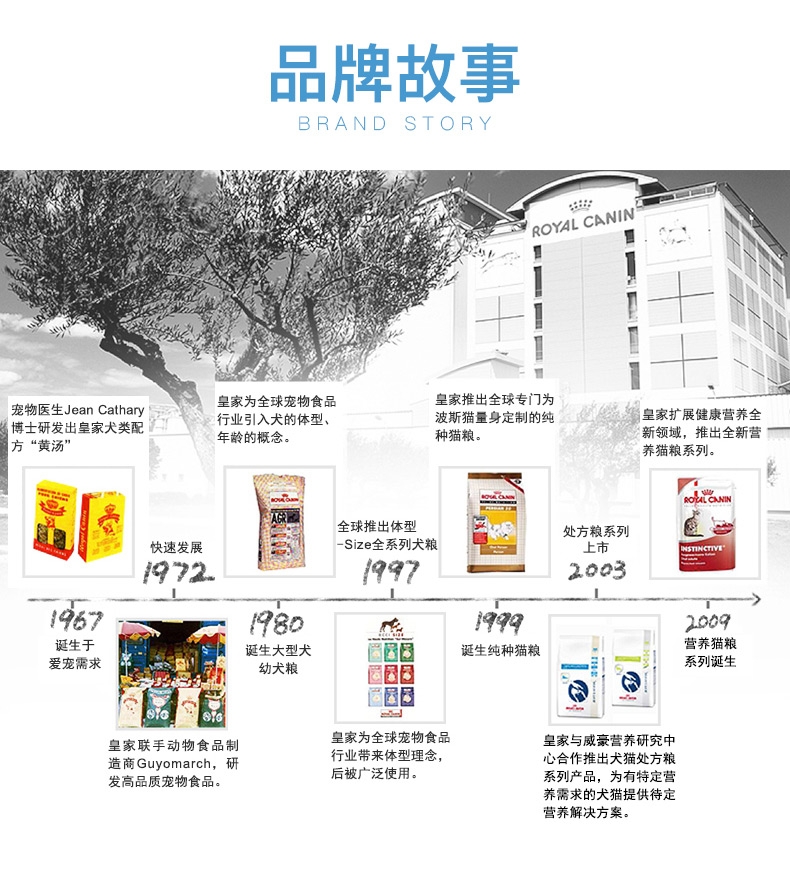 品牌故事
BRAND STORY
ROYAL CANIN
宠物医生Jean Cathary
博士研发出皇家犬类配
方“黄汤”
皇家为全球宠物食品
行业引入犬的体型、
年龄的概念。
皇家推出全球专门为
波斯猫量身定制的纯
种猫粮。
皇家扩展健康营养全
新领域，推出全新营
养猫粮系列。
Royal Canin
ROYAL CANIN
AGR
ROYAL CANIN
PERSIAN 30
ROYAL CANIN
INSTINCTIVE
快速发展
1972
全球推出体型
-Size全系列犬粮
1997
处方粮系列
上市
2003
1967
诞生于
爱宠需求
1980
诞生大型犬
幼犬粮
1999
诞生纯种猫粮
2009
营养猫粮
系列诞生
SIZE
ROYAL CANIN
皇家联手动物食品制
造商Guyomarch，研
发高品质宠物食品。
皇家为全球宠物食品
行业带来体型理念，
后被广泛使用。
皇家与威豪营养研究中
心合作推出犬猫处方粮
系列产品，为有特定营
养需求的犬猫提供待定
营养解决方案。